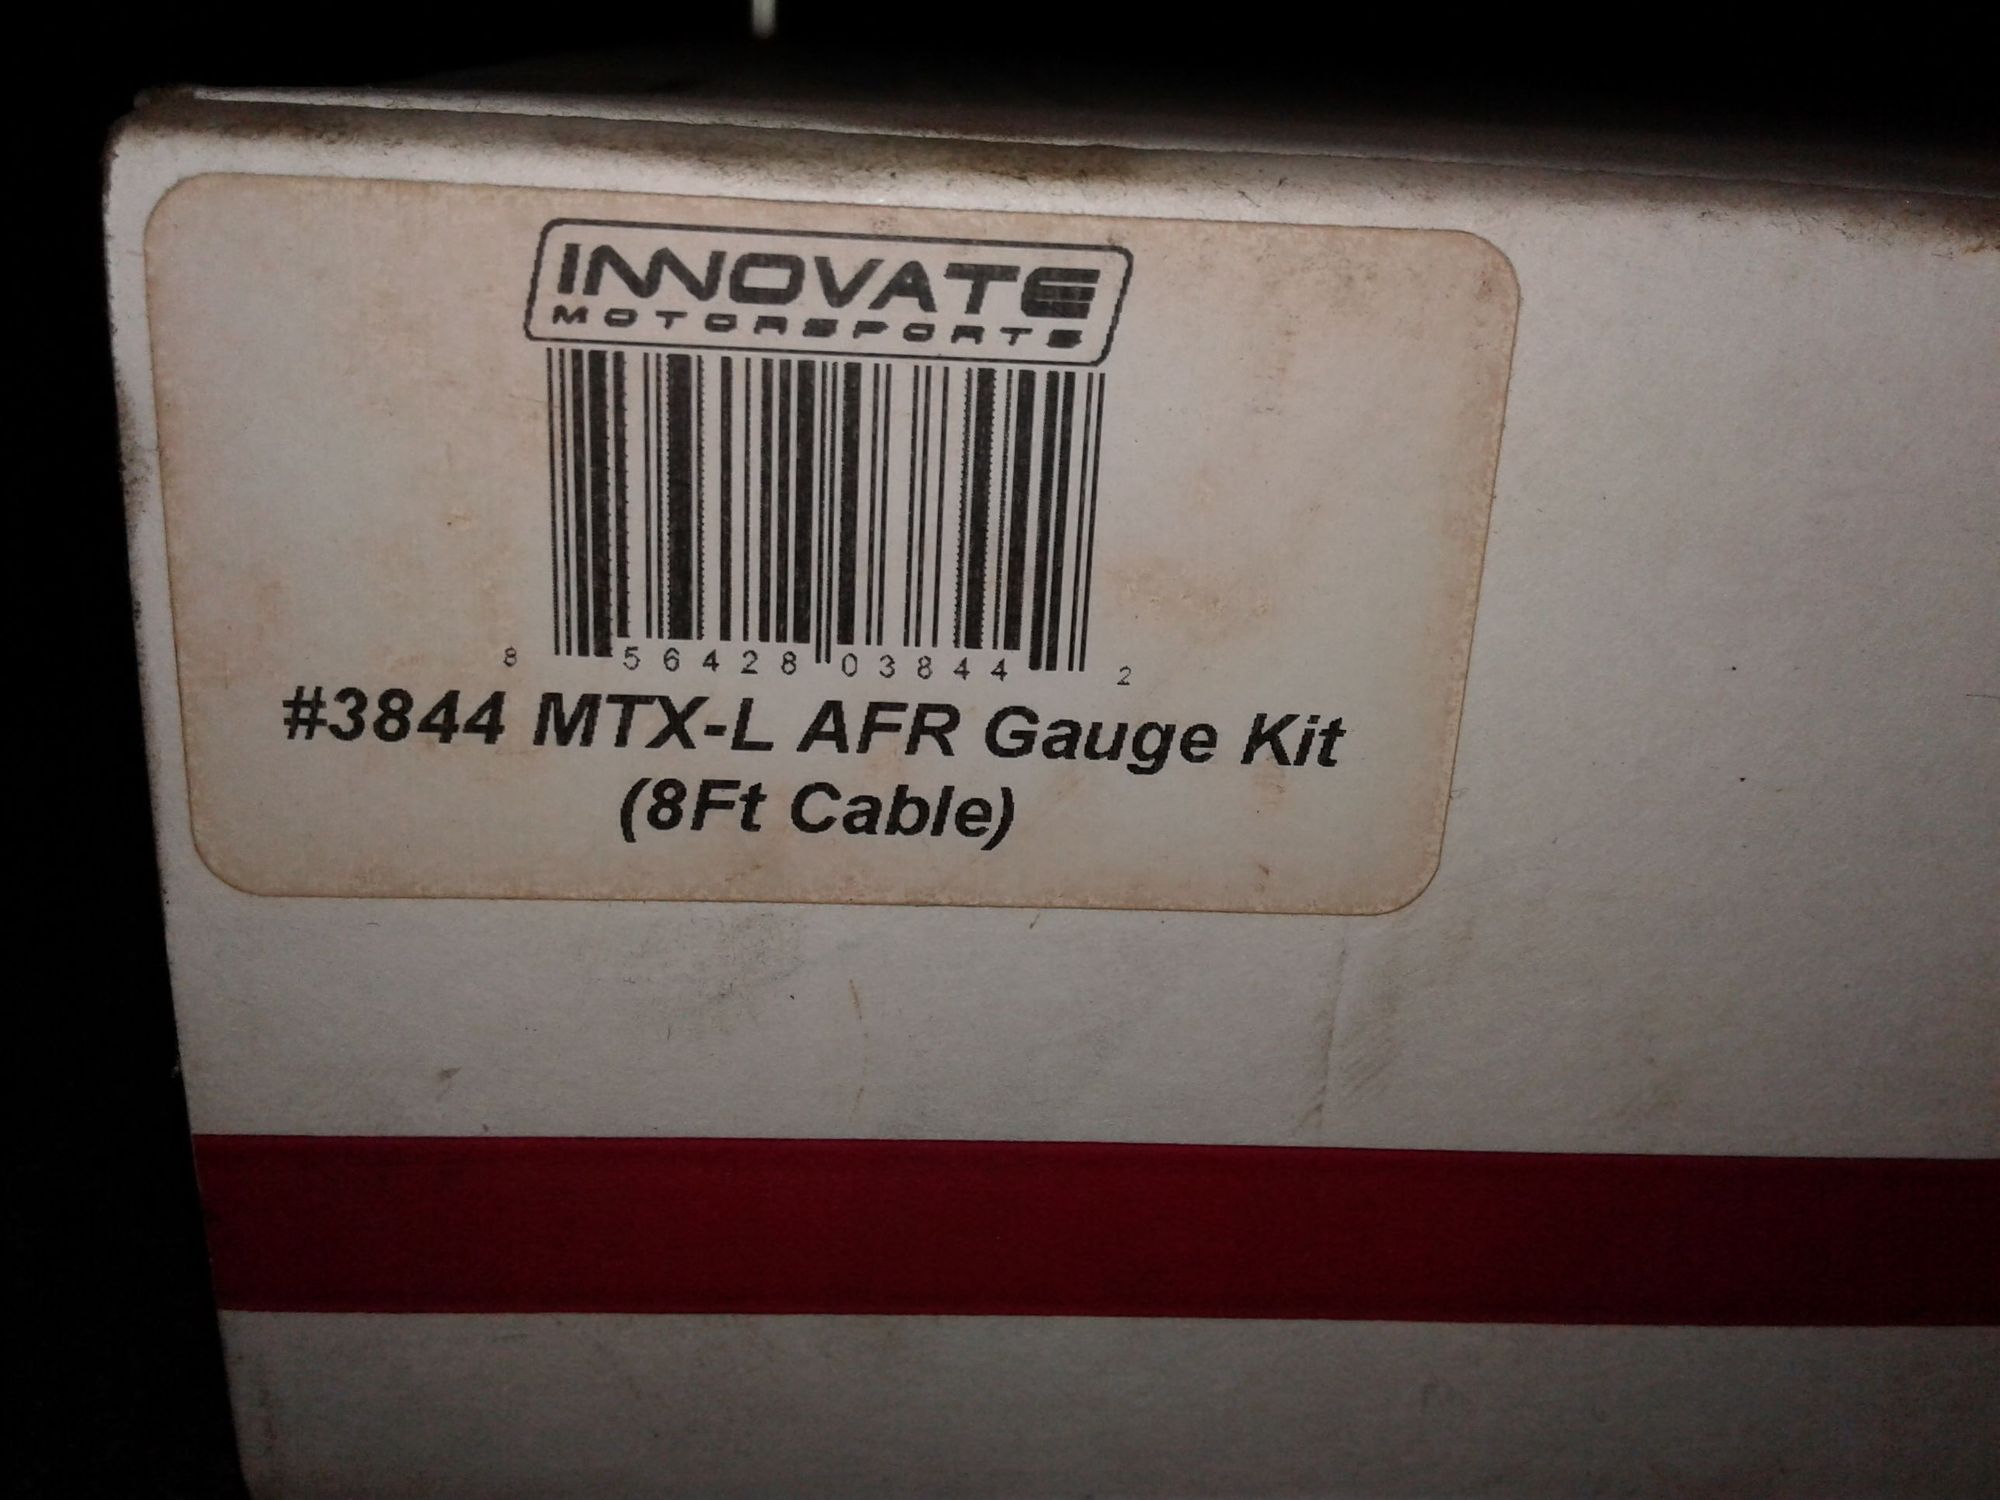 INNOVATE
MOTORSPORTS
8 56428 03844 2
#3844 MTX-L AFR Gauge Kit
(8Ft Cable)